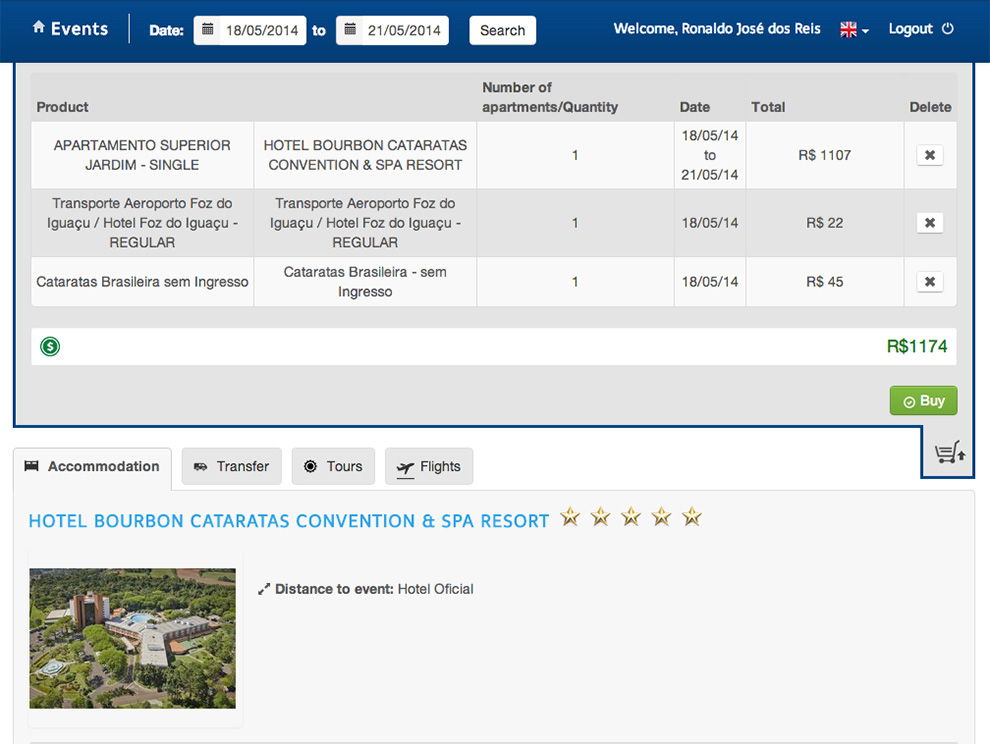 Events
Date: 18/05/2014 to 21/05/2014 Search
Welcome, Ronaldo José dos Reis
Logout
Product
Number of
apartments/Quantity
Date
Total
Delete
APARTAMENTO SUPERIOR
JARDIM - SINGLE
HOTEL BOURBON CATARATAS
CONVENTION & SPA RESORT
1
18/05/14
to
21/05/14
R$ 1107
Transporte Aeroporto Foz do
Iguaçu / Hotel Foz do Iguaçu -
REGULAR
Transporte Aeroporto Foz do
Iguaçu / Hotel Foz do Iguaçu -
REGULAR
1
18/05/14
R$ 22
Cataratas Brasileira sem Ingresso
Cataratas Brasileira - sem
Ingresso
1
18/05/14
R$ 45
$
R$1174
Buy
Accommodation
Transfer
Tours
Flights
HOTEL BOURBON CATARATAS CONVENTION & SPA RESORT
Distance to event: Hotel Oficial